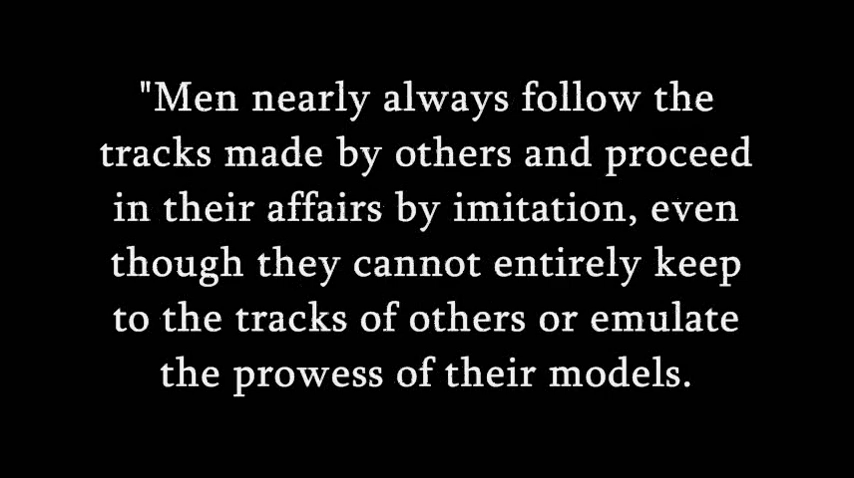 "Men nearly always follow the
tracks made by others and proceed
in their affairs by imitation, even
though they cannot entirely keep
to the tracks of others or emulate
the prowess of their models.